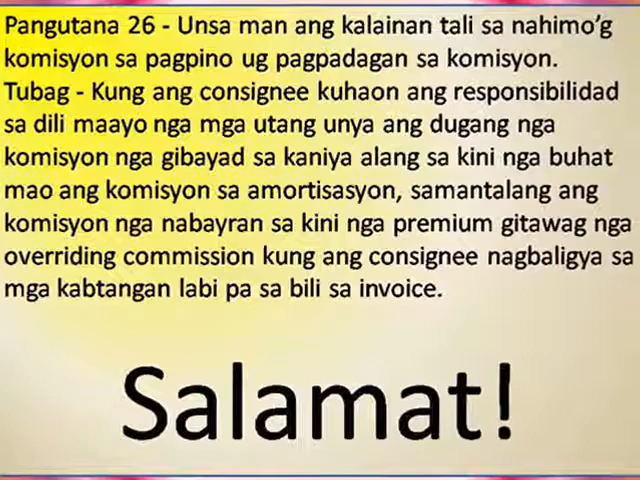 Pangutana 26 - Unsa man ang kalainan tali sa nahimo’g
komisyon sa pagpino ug pagpadagan sa komisyon.
Tubag - Kung ang consignee kuhaon ang responsibilidad
sa dili maayo nga mga utang unya ang dugang nga
komisyon nga gibayad sa kaniya alang sa kini nga buhat
mao ang komisyon sa amortisasyon, samantalang ang
komisyon nga nabayran sa kini nga premium gitawag nga
overriding commission kung ang consignee nagbaligya sa
mga kabtangan labi pa sa bili sa invoice.
Salamat!